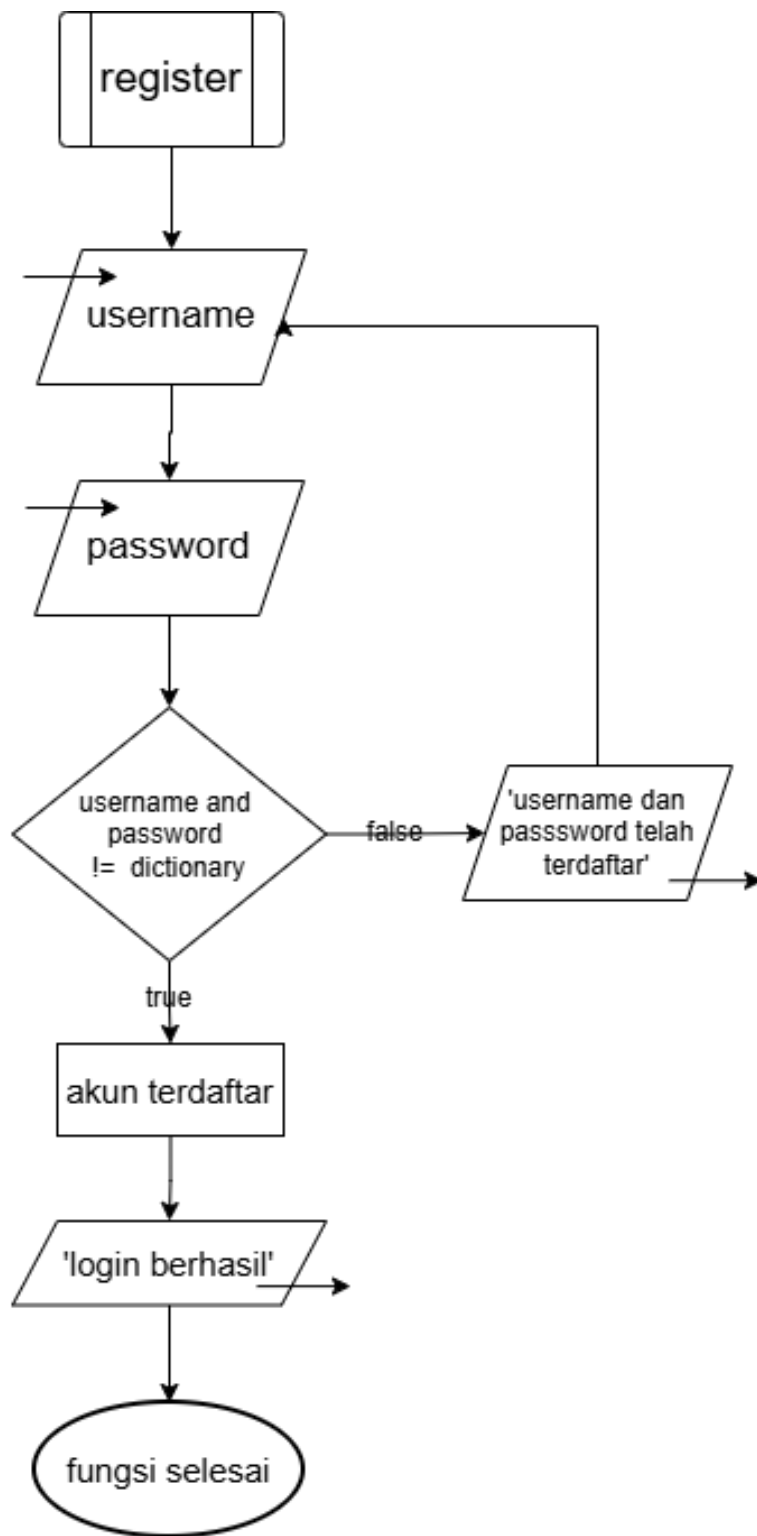 register
username
password
username and
password
!= dictionary
false
'username dan
passsword telah
terdaftar'
true
akun terdaftar
'login berhasil'
fungsi selesai